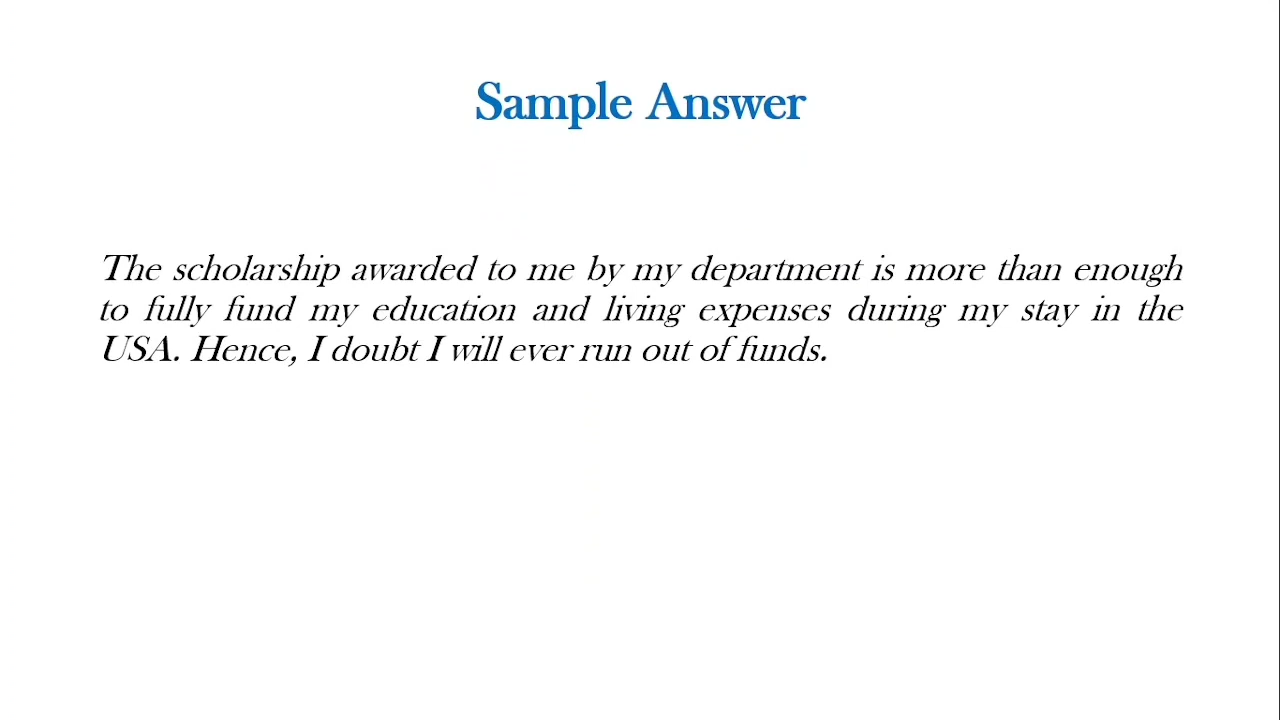 Sample Answer
The scholarship awarded to me by my department is more than enough
to fully fund my education and living expenses during my stay in the
USA. Hence, I doubt I will ever run out of funds.